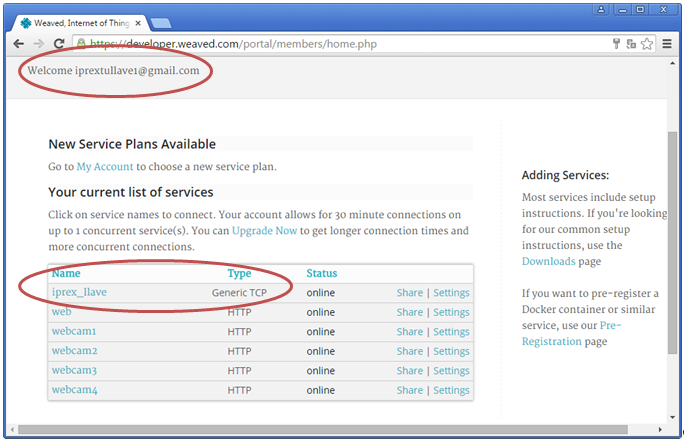 Weaved, Internet of Thing
https://developer.weaved.com/portal/members/home.php
Welcome iprextullave1@gmail.com
New Service Plans Available
Go to My Account to choose a new service plan.
Your current list of services
Click on service names to connect. Your account allows for 30 minute connections on
up to 1 concurrent service(s). You can Upgrade Now to get longer connection times and
more concurrent connections.
Name Type Status
iprex_llave Generic TCP online Share | Settings
web HTTP online Share | Settings
webcam1 HTTP online Share | Settings
webcam2 HTTP online Share | Settings
webcam3 HTTP online Share | Settings
webcam4 HTTP online Share | Settings
Adding Services:
Most services include setup
instructions. If you're looking
for our common setup
instructions, use the
Downloads page
If you want to pre-register a
Docker container or similar
service, use our Pre-
Registration page